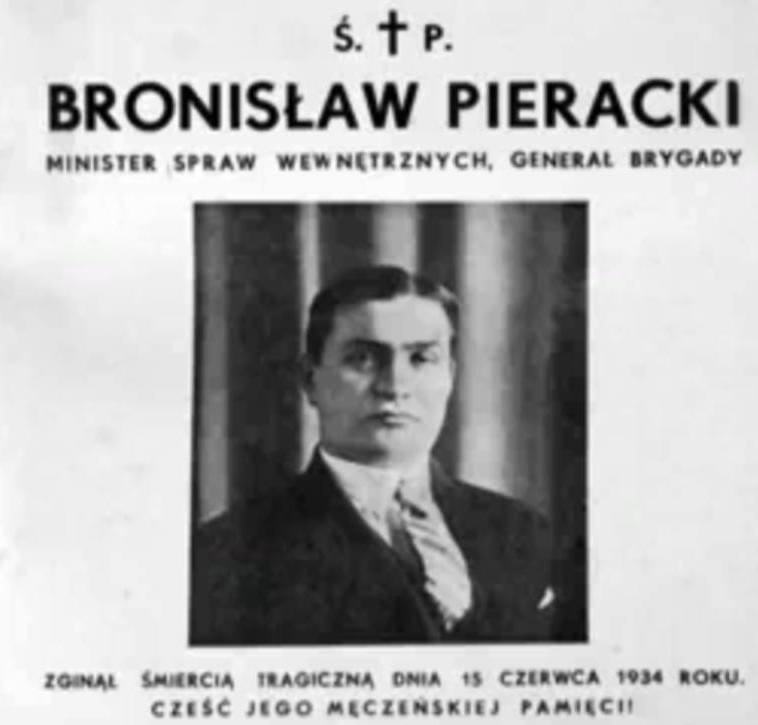 Ś. † P.
BRONISŁAW PIERACKI
MINISTER SPRAW WEWNĘTRZNYCH, GENERAŁ BRYGADY
ZGINĄŁ ŚMIERCIĄ TRAGICZNĄ DNIA 15 CZERWCA 1934 ROKU.
CZEŚĆ JEGO MĘCZEŃSKIEJ PAMIĘCI!